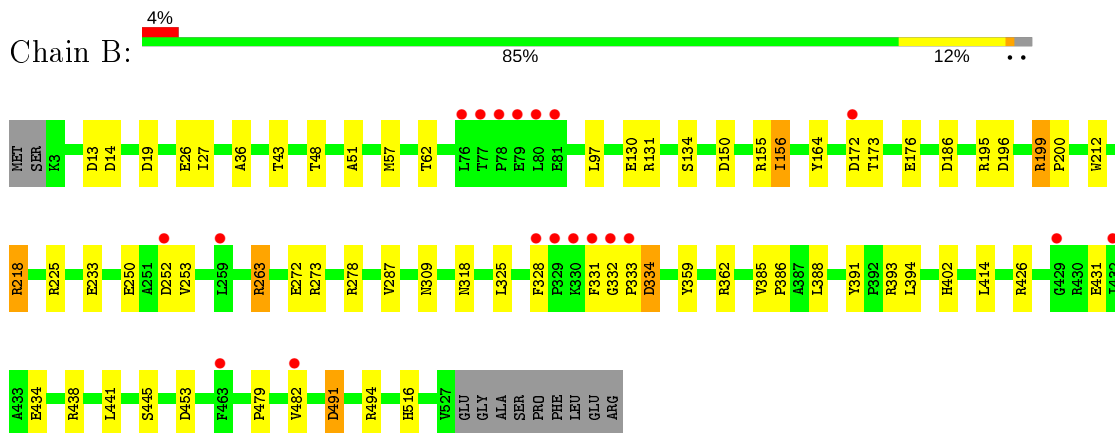 4%
Chain B:
85%
12%
MET SER K3 D13 D14 D19 E26 I27 A36 T43 T48 A51 M57 T62 L76 T77 P78 E79 L80 E81 L97 E130 R131 S134 D150 R155 I156 Y164 D172 T173 E176 D186 R195 D196 R199 P200 W212
R218 R225 E233 E250 A251 D252 V253 L259 R263 E272 R273 R278 V287 N309 N318 L325 F328 P329 K330 F331 G332 P333 D334 Y359 R362 V385 P386 A387 L388 Y391 P392 R393 L394 H402 L414 R426 G429 R430 E431 I432
A433 E434 R438 L441 S445 D453 F463 P479 V482 D491 R494 H516 V527 GLU GLY ALA SER PRO PHE LEU GLU ARG